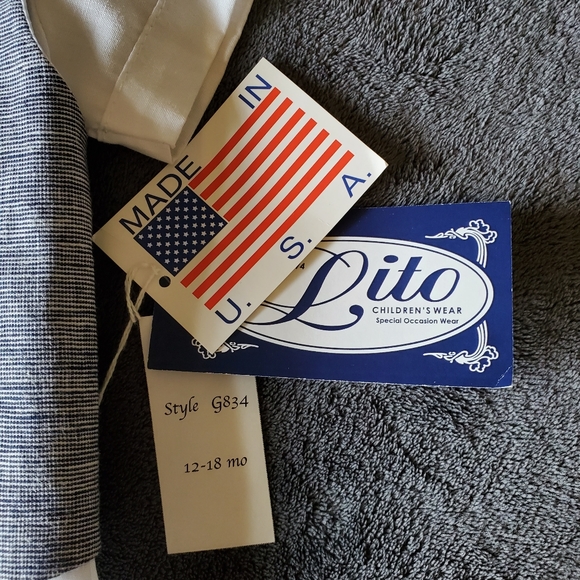 MADE IN
U. S. A.
Lito
CHILDREN'S WEAR
Special Occasion Wear
Style G834
12-18 mo